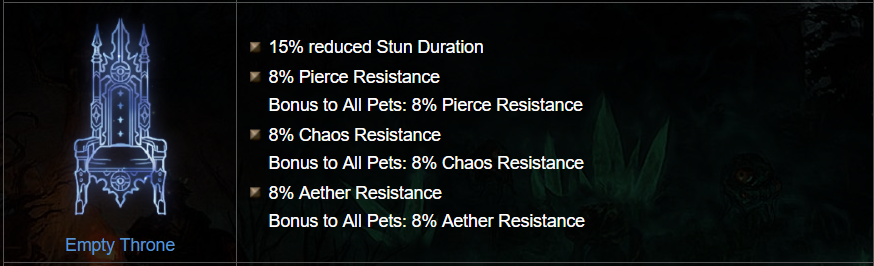 15% reduced Stun Duration
8% Pierce Resistance
Bonus to All Pets: 8% Pierce Resistance
8% Chaos Resistance
Bonus to All Pets: 8% Chaos Resistance
8% Aether Resistance
Bonus to All Pets: 8% Aether Resistance
Empty Throne